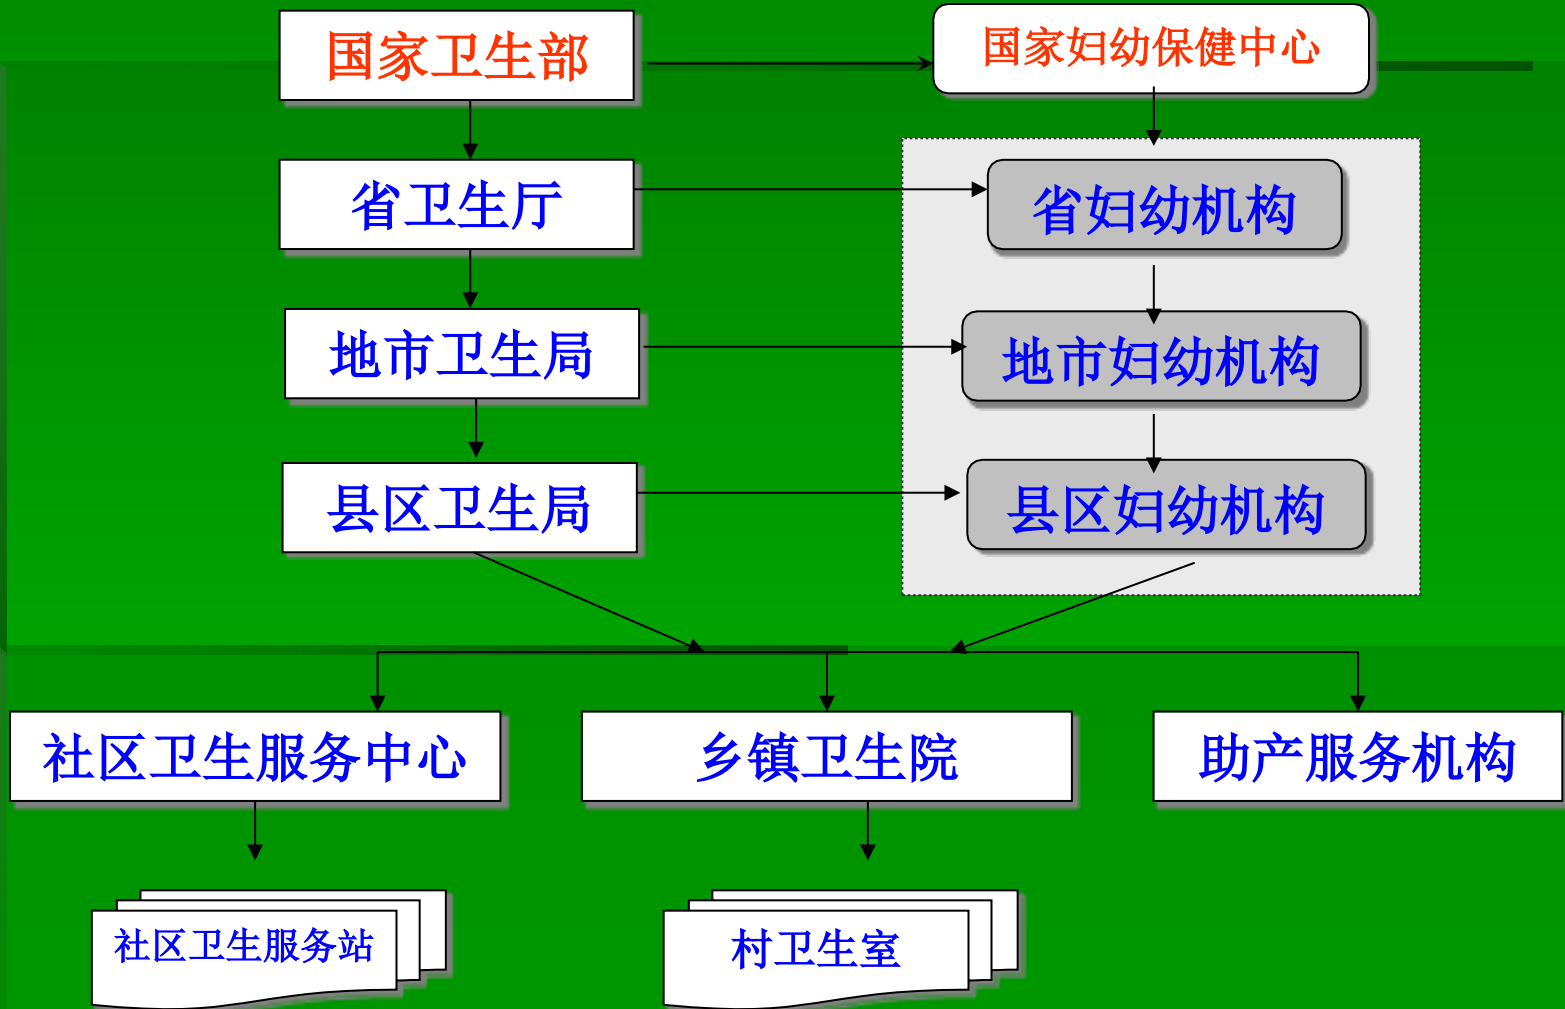 国家卫生部
国家妇幼保健中心
省卫生厅
省妇幼机构
地市卫生局
地市妇幼机构
县区卫生局
县区妇幼机构
社区卫生服务中心
乡镇卫生院
助产服务机构
社区卫生服务站
村卫生室